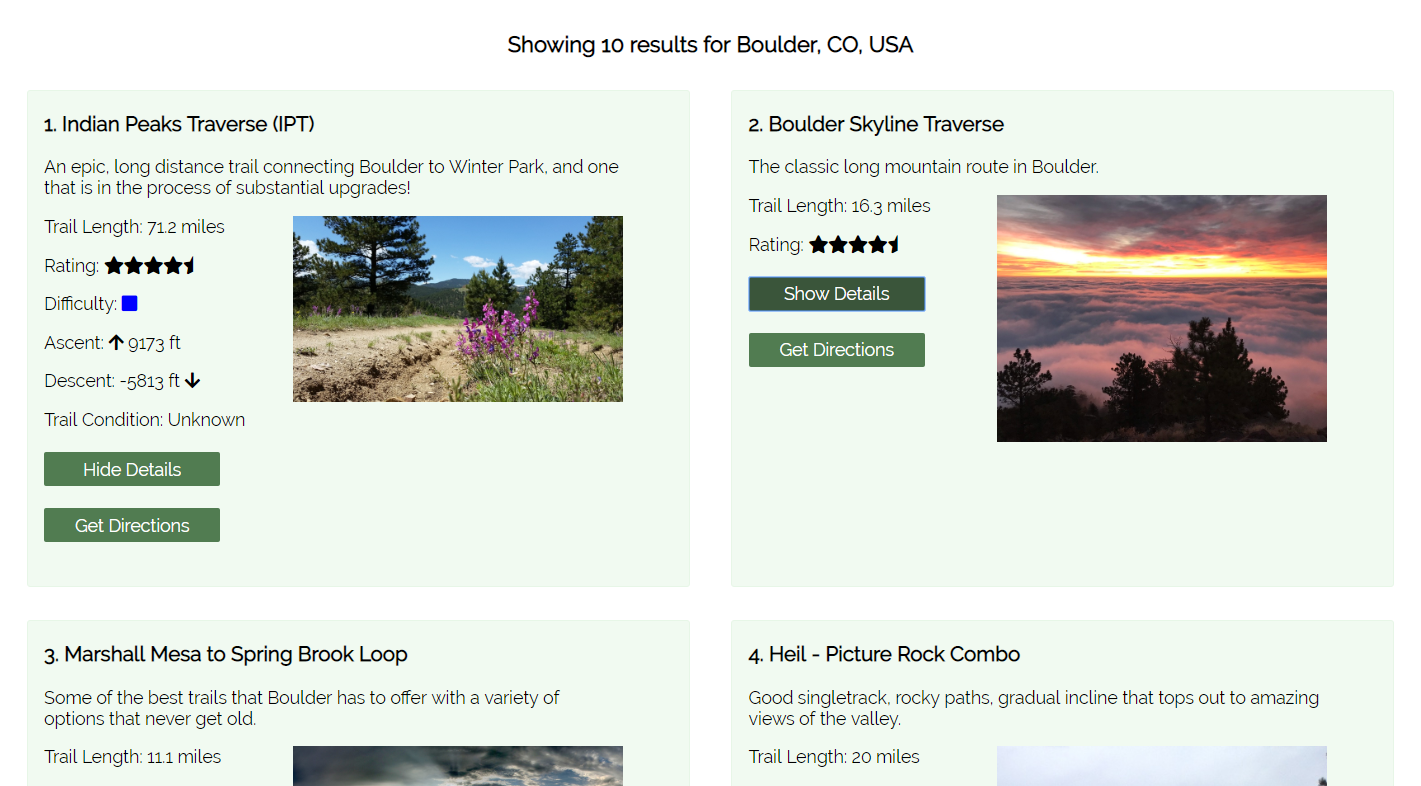 Showing 10 results for Boulder, CO, USA
1. Indian Peaks Traverse (IPT)
An epic, long distance trail connecting Boulder to Winter Park, and one
that is in the process of substantial upgrades!
Trail Length: 71.2 miles
Rating:
Difficulty:
Ascent: 9173 ft
Descent: -5813 ft
Trail Condition: Unknown
Hide Details
Get Directions
2. Boulder Skyline Traverse
The classic long mountain route in Boulder.
Trail Length: 16.3 miles
Rating:
Show Details
Get Directions
3. Marshall Mesa to Spring Brook Loop
Some of the best trails that Boulder has to offer with a variety of
options that never get old.
Trail Length: 11.1 miles
4. Heil - Picture Rock Combo
Good singletrack, rocky paths, gradual incline that tops out to amazing
views of the valley.
Trail Length: 20 miles